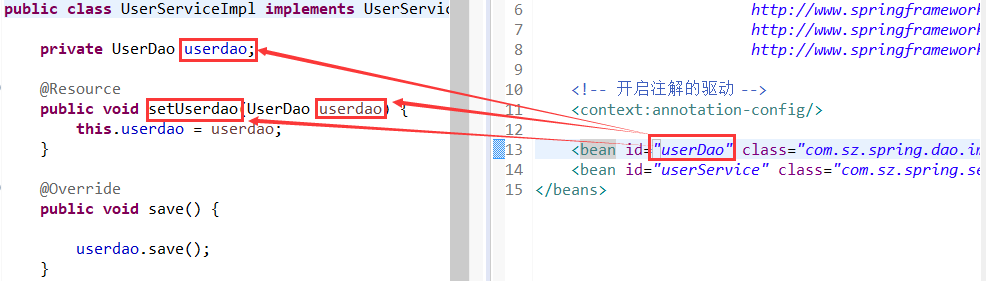 public class UserServiceImpl implements UserServic
private UserDao userdao;
@Resource
public void setUserdao(UserDao userdao) {
this.userdao = userdao;
}
@Override
public void save() {
userdao.save();
}
6 http://www.springframework
7 http://www.springframework
8 http://www.springframework
9
10 <!-- 开启注解的驱动 -->
11 <context:annotation-config/>
12
13 <bean id="userDao" class="com.sz.spring.dao.im
14 <bean id="userService" class="com.sz.spring.se
15 </beans>